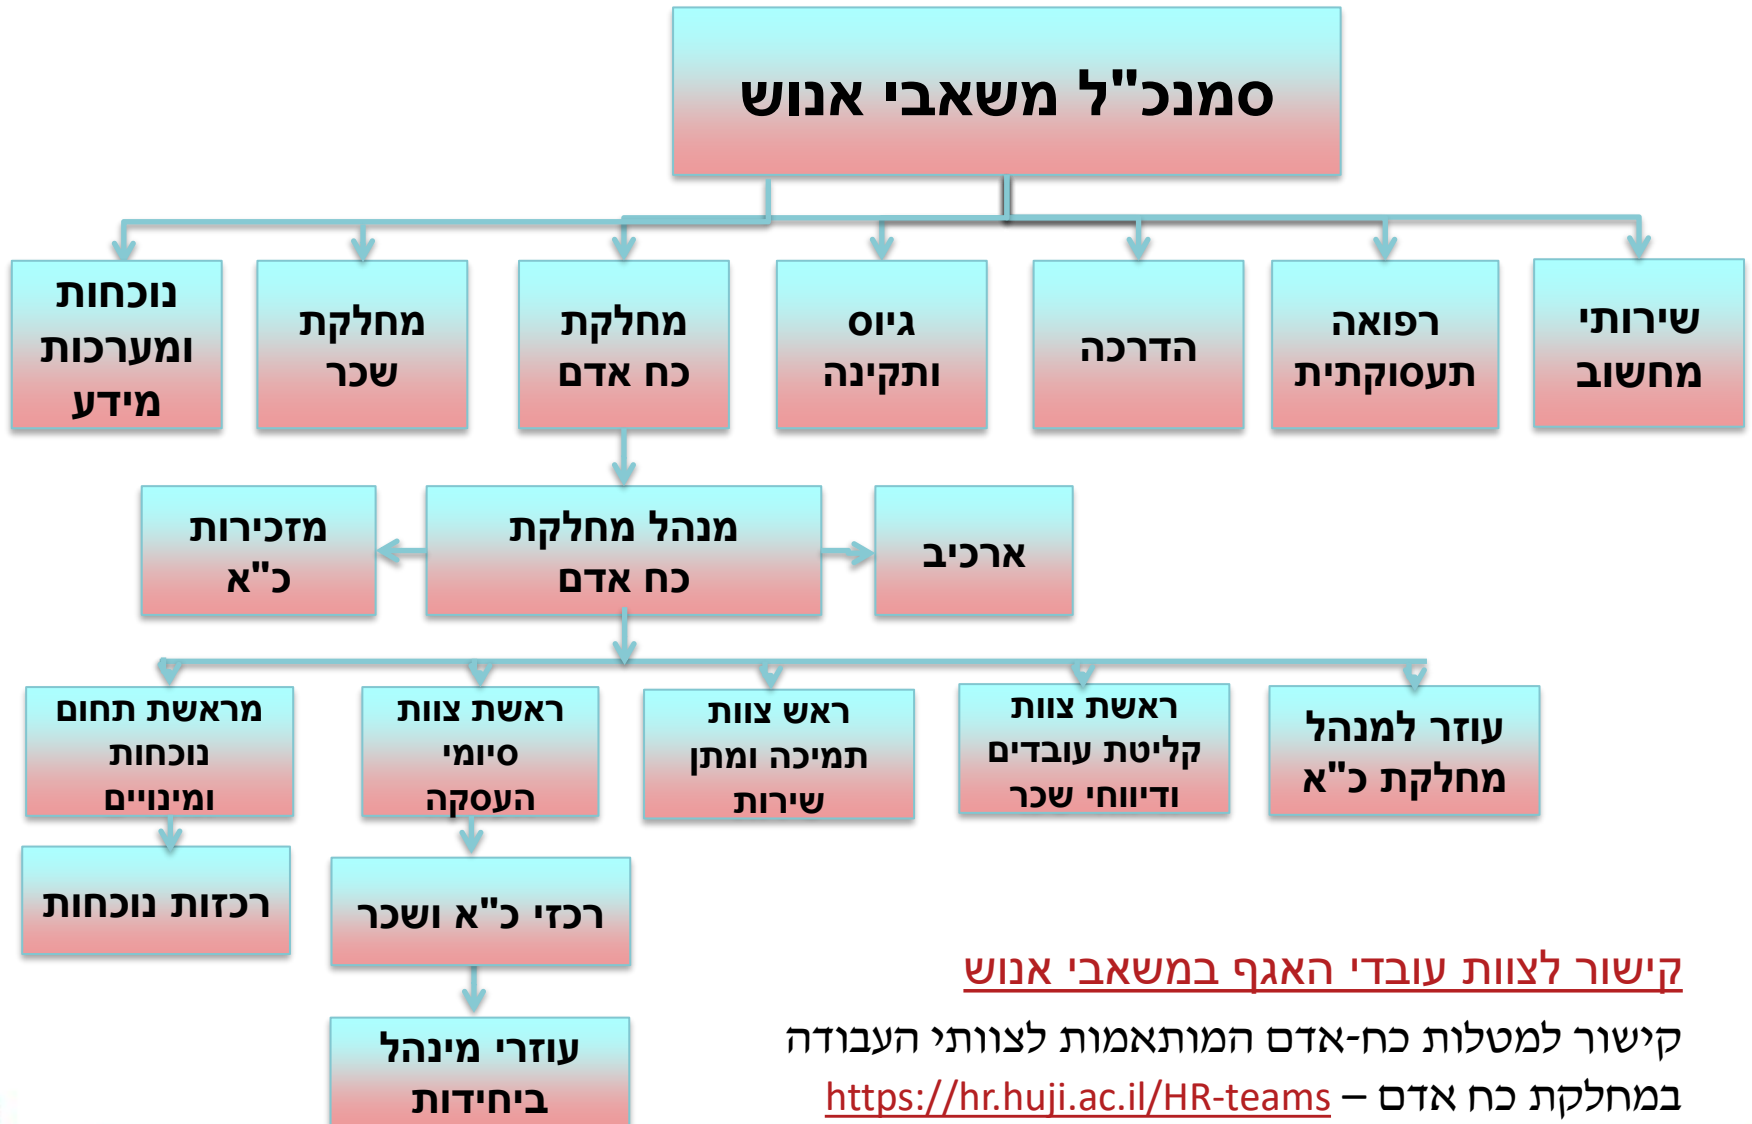 סמנכ"ל משאבי אנוש
שירותי
מחשוב
רפואה
תעסוקתית
הדרכה
גיוס
ותקינה
מחלקת
כח אדם
מחלקת
שכר
נוכחות
ומערכות
מידע
ארכיב
מנהל מחלקת
כח אדם
מזכירות
כ"א
עוזר למנהל
מחלקת כ"א
ראשת צוות
קליטת עובדים
ודיווחי שכר
ראש צוות
תמיכה ומתן
שירות
ראשת צוות
סיומי
העסקה
מראשת תחום
נוכחות
ומינויים
רכזי כ"א ושכר
רכזות נוכחות
עוזרי מינהל
ביחידות
קישור לצוות עובדי האגף במשאבי אנוש
קישור למטלות כח-אדם המותאמות לצוותי העבודה
במחלקת כח אדם – https://hr.huji.ac.il/HR-teams